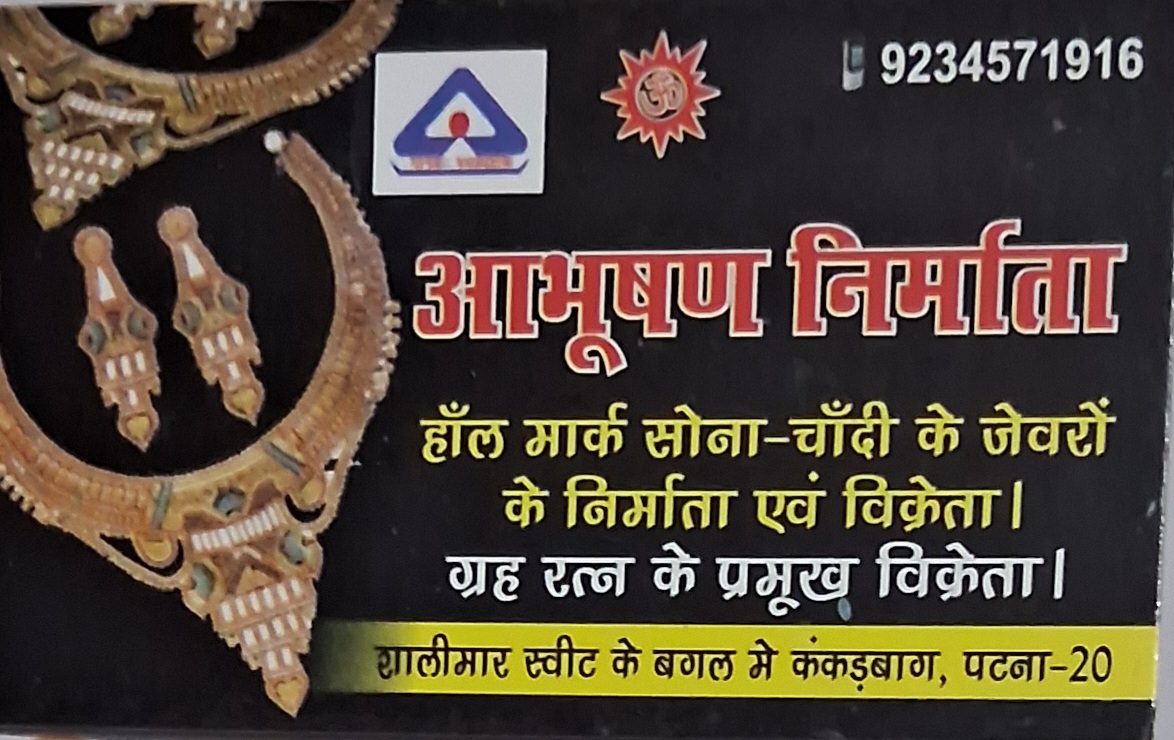 9234571916
ॐ
आभूषण निर्माता
हॉंल मार्क सोना-चाँदी के जेवरों
के निर्माता एवं विक्रेता।
ग्रह रत्न के प्रमूख विक्रेता।
शालीमार स्वीट के बगल मे कंकड़बाग, पटना-20